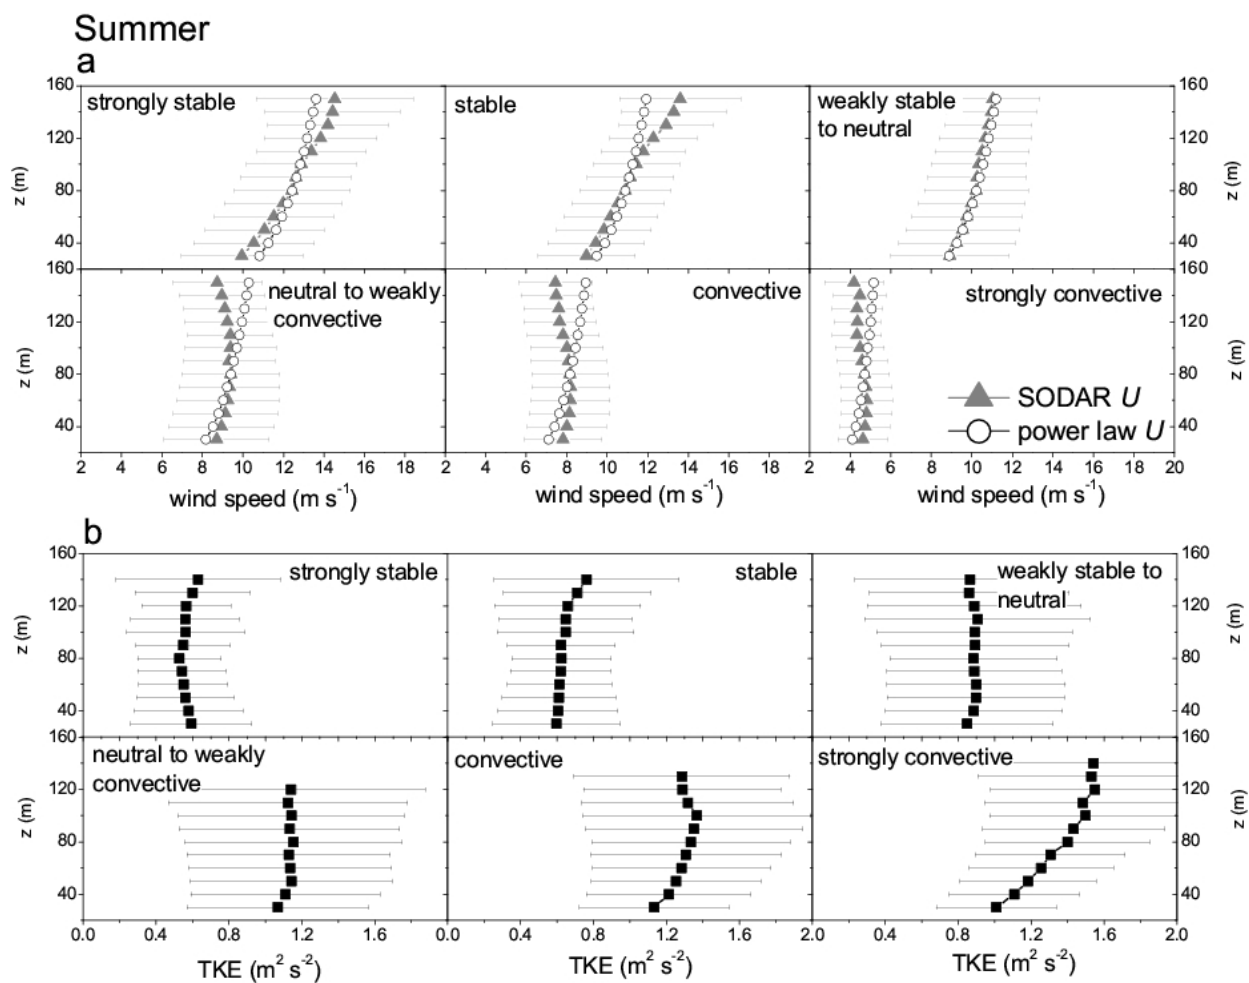 Summer
a
160
120
80
40
z (m)
strongly stable
stable
weakly stable
to neutral
160
120
80
40
z (m)
160
120
80
40
z (m)
neutral to weakly
convective
convective
strongly convective
SODAR U
power law U
160
120
80
40
z (m)
2 4 6 8 10 12 14 16 18 2 4 6 8 10 12 14 16 18 2 4 6 8 10 12 14 16 18 20
wind speed (m s⁻¹) wind speed (m s⁻¹) wind speed (m s⁻¹)
b
160
120
80
40
z (m)
strongly stable
stable
weakly stable to
neutral
160
120
80
40
z (m)
160
120
80
40
z (m)
neutral to weakly
convective
convective
strongly convective
160
120
80
40
z (m)
0.0 0.4 0.8 1.2 1.6 0.0 0.4 0.8 1.2 1.6 2.0 0.4 0.8 1.2 1.6 2.0
TKE (m² s⁻²) TKE (m² s⁻²) TKE (m² s⁻²)